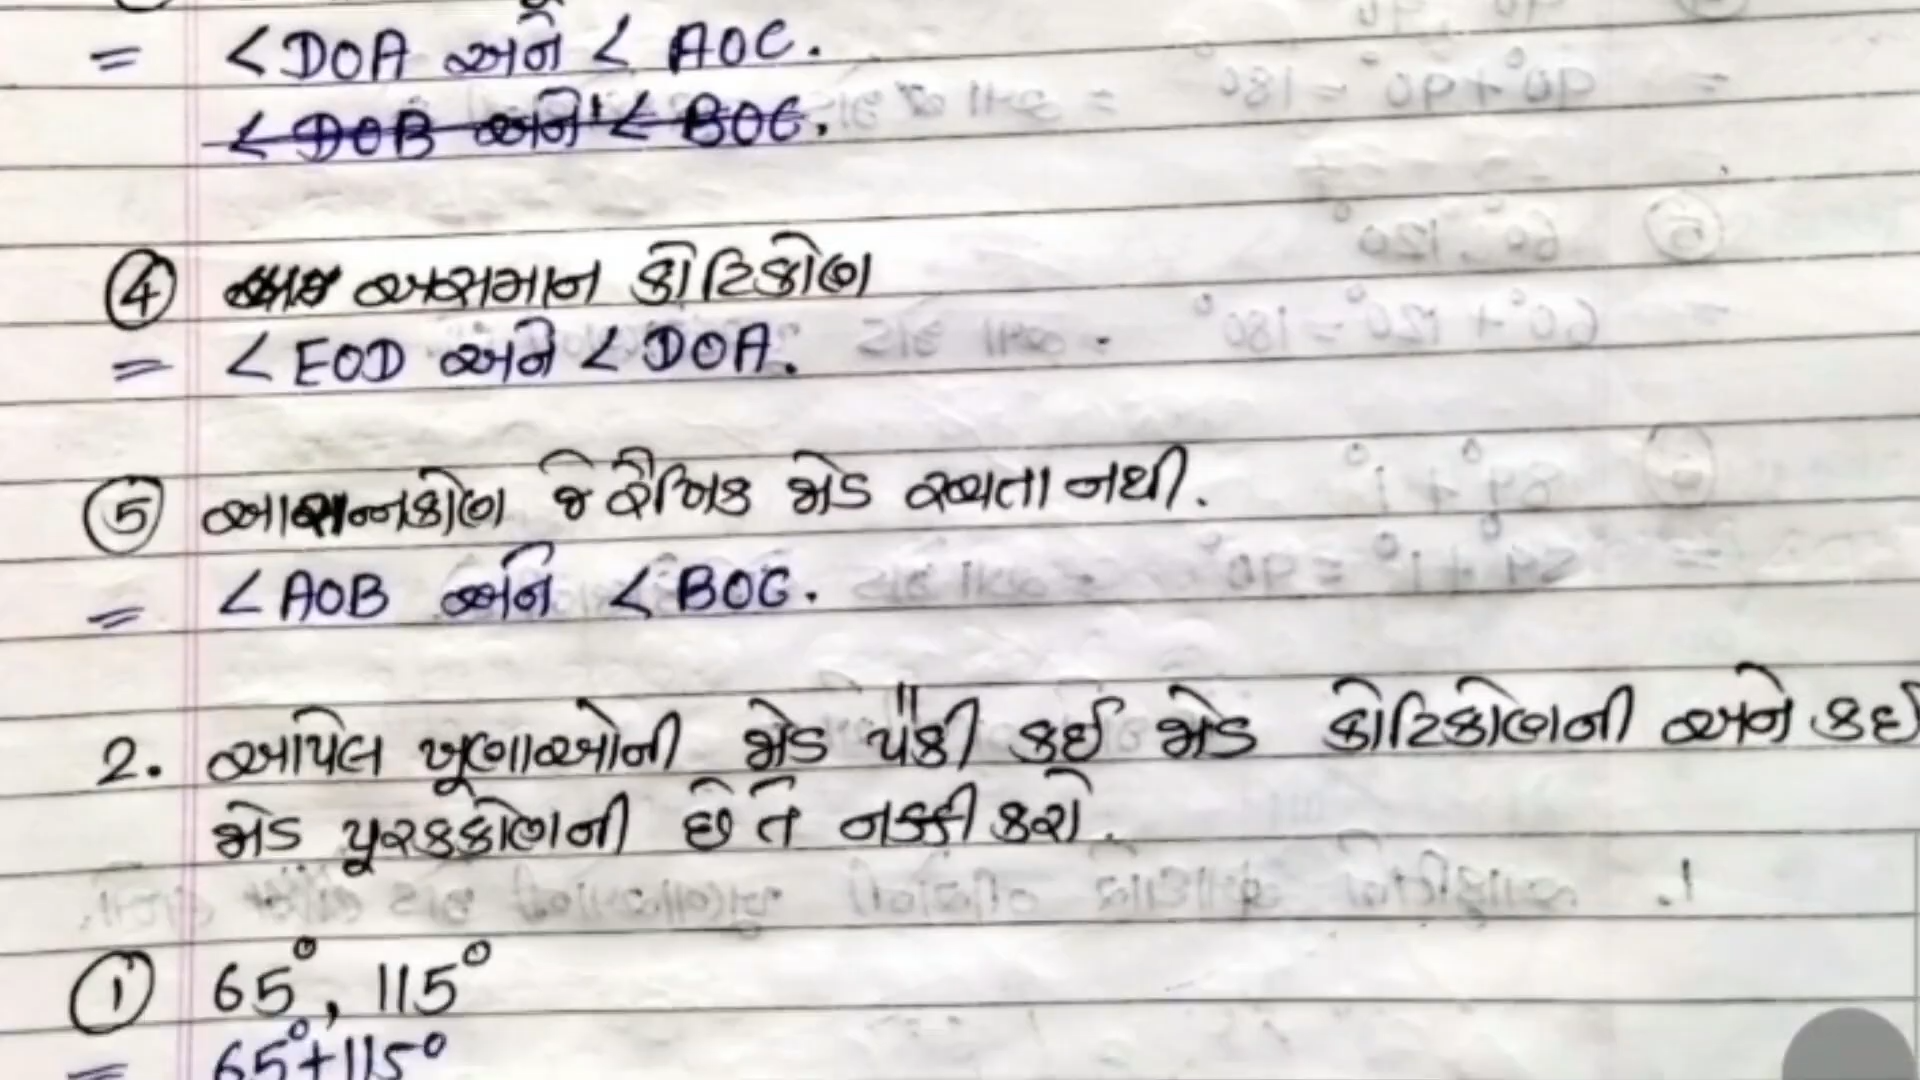 = <DOA અને < AOC.
< DOB અને < BOC.
④ અસમાન કોટિકોણ
= <EOD અને < DOA.
⑤ આસન્નકોણ જે રૈખિક જોડ રચતા નથી.
= <AOB અને < BOC.
2. આપેલ ખૂણાઓની જોડ પૈકી કઈ જોડ કોટિકોણની અને કઈ
જોડ પૂરકકોણની છે તે નક્કી કરો.
① 65°, 115°
= 65°+115°